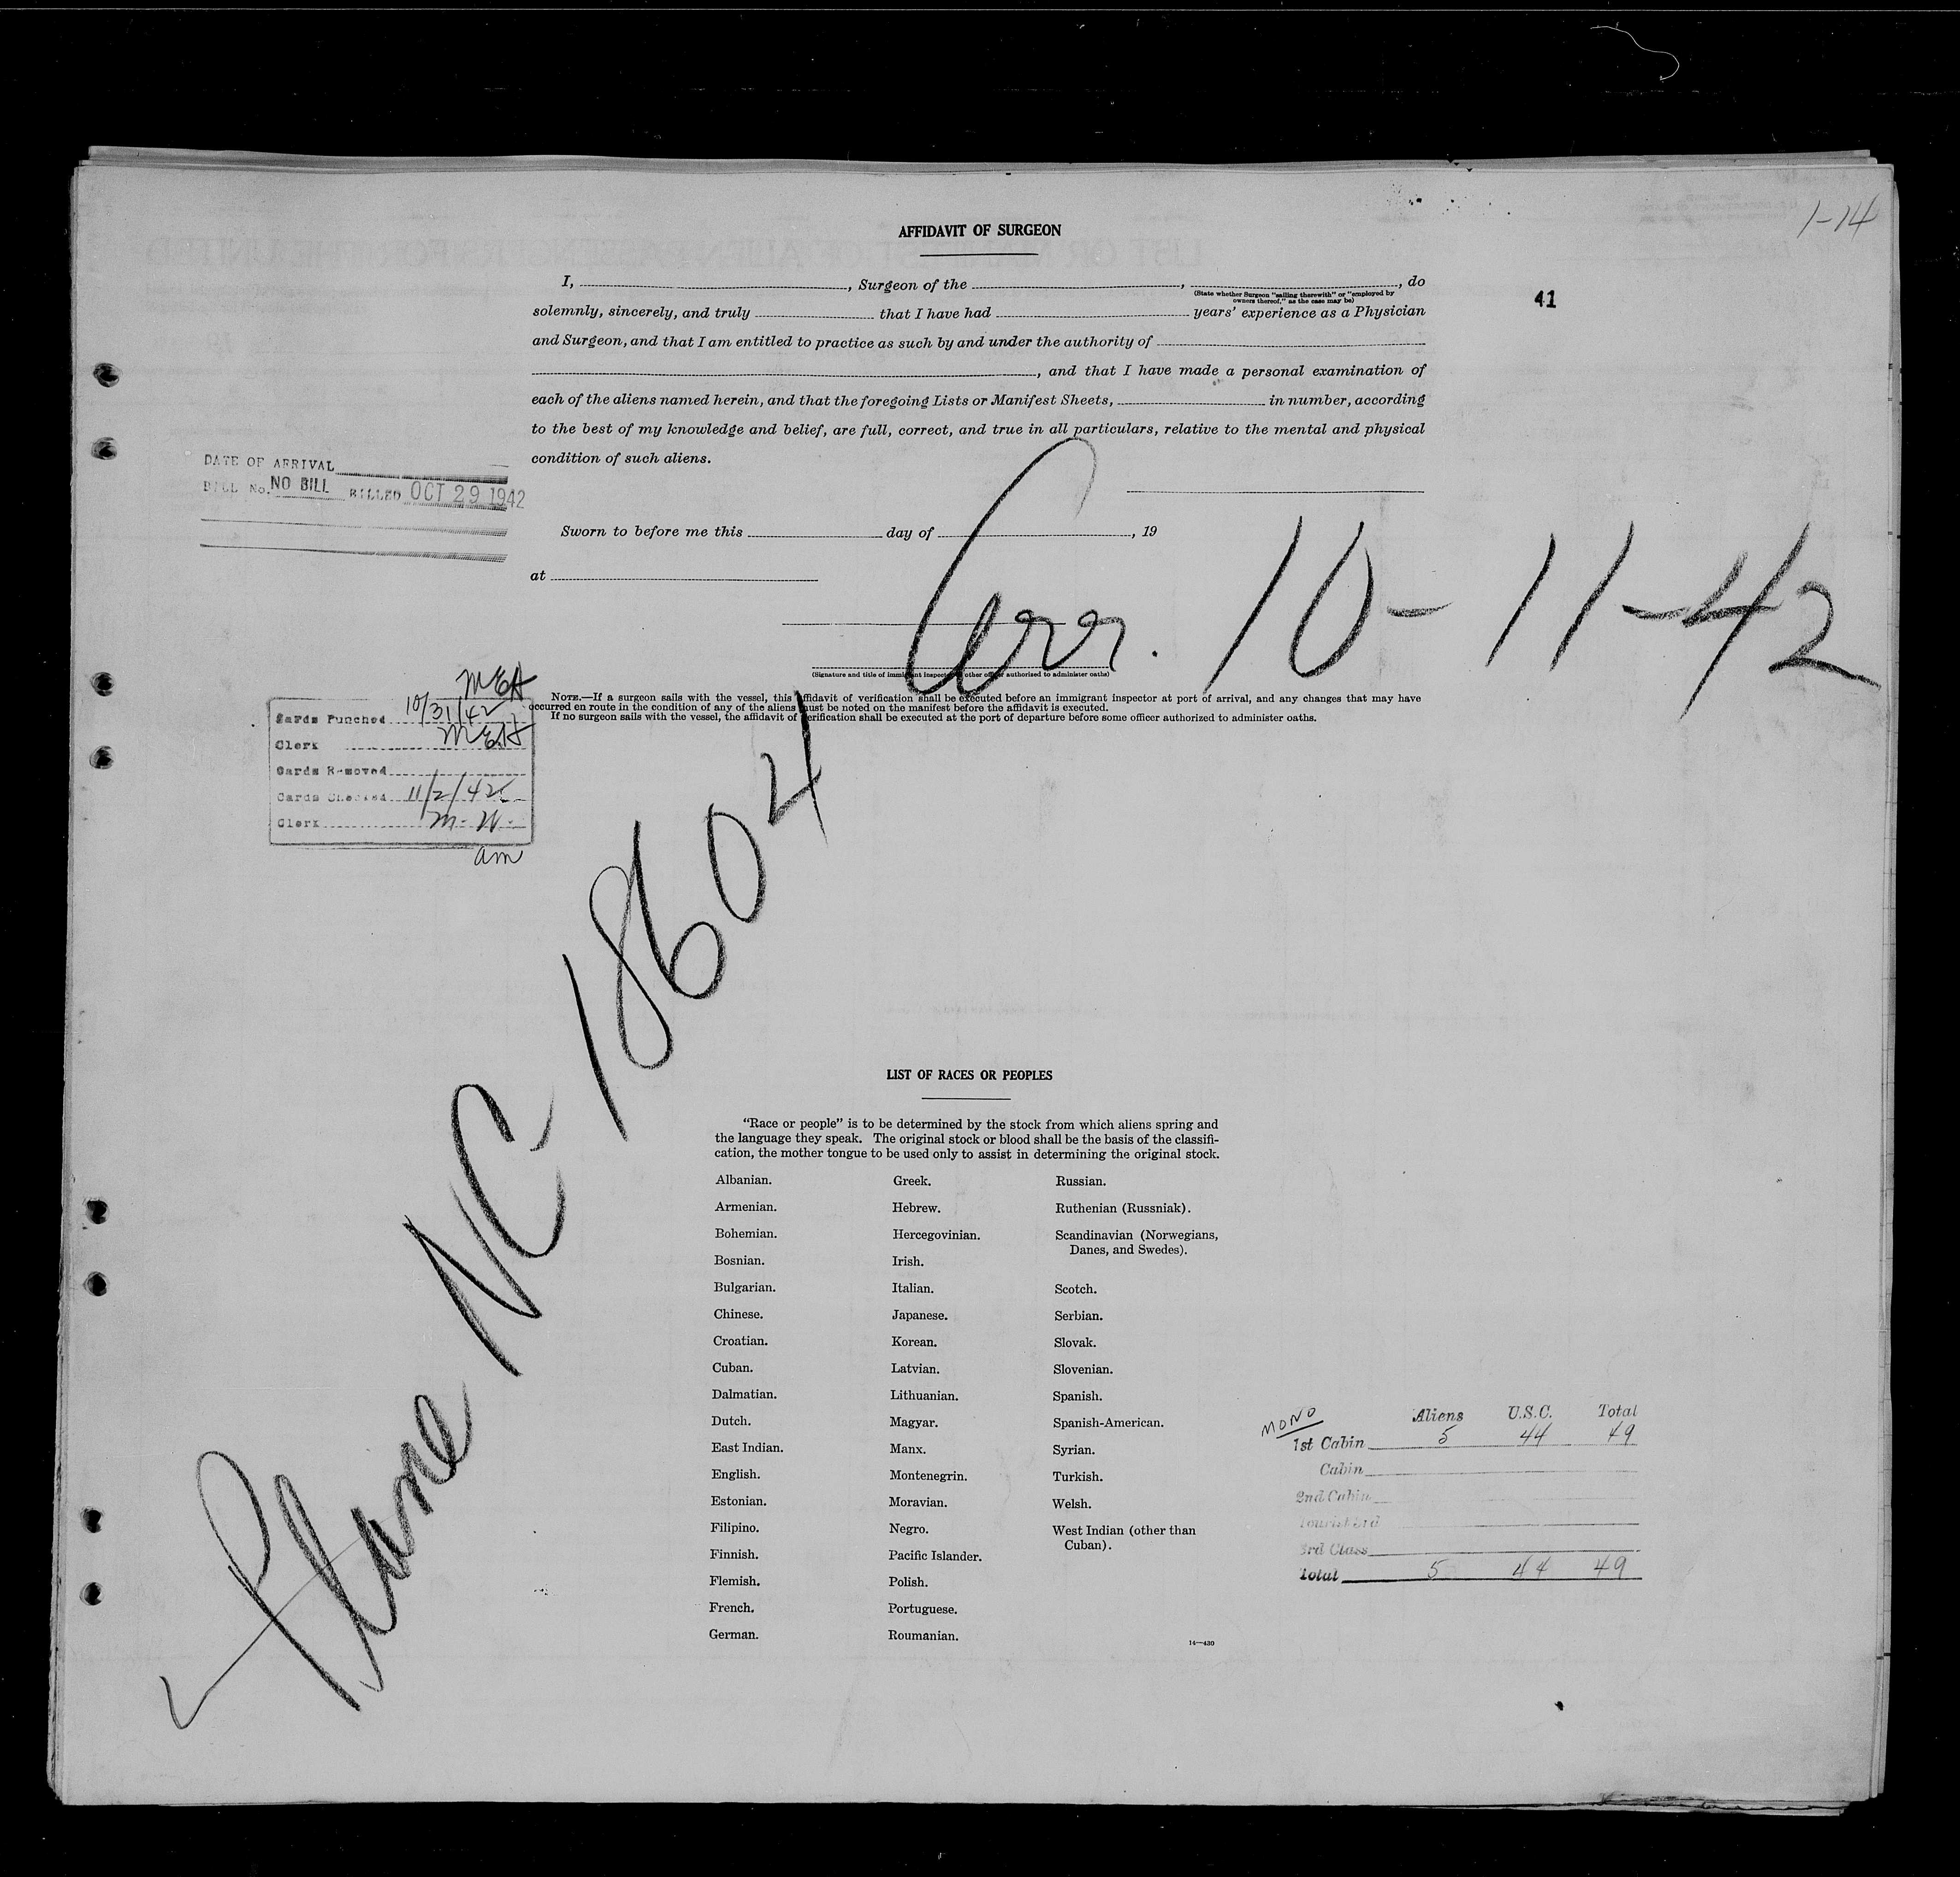 1-14
AFFIDAVIT OF SURGEON
I, , Surgeon of the , , do
(State whether Surgeon "sailing therewith" or "employed by
owners thereof," as the case may be)
41
solemnly, sincerely, and truly that I have had years' experience as a Physician
and Surgeon, and that I am entitled to practice as such by and under the authority of
, and that I have made a personal examination of
each of the aliens named herein, and that the foregoing Lists or Manifest Sheets, in number, according
to the best of my knowledge and belief, are full, correct, and true in all particulars, relative to the mental and physical
condition of such aliens.
DATE OF ARRIVAL
BILL No. NO BILL BILLED OCT 29 1942
Sworn to before me this day of , 19
at
Arr. 10-11-42
(Signature and title of immigrant inspector or other officer authorized to administer oaths)
NOTE.—If a surgeon sails with the vessel, this affidavit of verification shall be executed before an immigrant inspector at port of arrival, and any changes that may have
occurred en route in the condition of any of the aliens must be noted on the manifest before the affidavit is executed.
If no surgeon sails with the vessel, the affidavit of verification shall be executed at the port of departure before some officer authorized to administer oaths.
MEH
Cards Punched 10/31/42
Clerk MEH
Cards Removed
Cards Checked 11/2/42
Clerk M-W-
am
Plane NC-18604
LIST OF RACES OR PEOPLES
"Race or people" is to be determined by the stock from which aliens spring and
the language they speak. The original stock or blood shall be the basis of the classifi-
cation, the mother tongue to be used only to assist in determining the original stock.
Albanian.
Armenian.
Bohemian.
Bosnian.
Bulgarian.
Chinese.
Croatian.
Cuban.
Dalmatian.
Dutch.
East Indian.
English.
Estonian.
Filipino.
Finnish.
Flemish.
French.
German.
Greek.
Hebrew.
Hercegovinian.
Irish.
Italian.
Japanese.
Korean.
Latvian.
Lithuanian.
Magyar.
Manx.
Montenegrin.
Moravian.
Negro.
Pacific Islander.
Polish.
Portuguese.
Roumanian.
Russian.
Ruthenian (Russniak).
Scandinavian (Norwegians,
Danes, and Swedes).
Scotch.
Serbian.
Slovak.
Slovenian.
Spanish.
Spanish-American.
Syrian.
Turkish.
Welsh.
West Indian (other than
Cuban).
14—430
MONO
Aliens U.S.C. Total
1st Cabin 5 44 49
Cabin
2nd Cabin
Tourist 3rd
3rd Class
Total 5 44 49